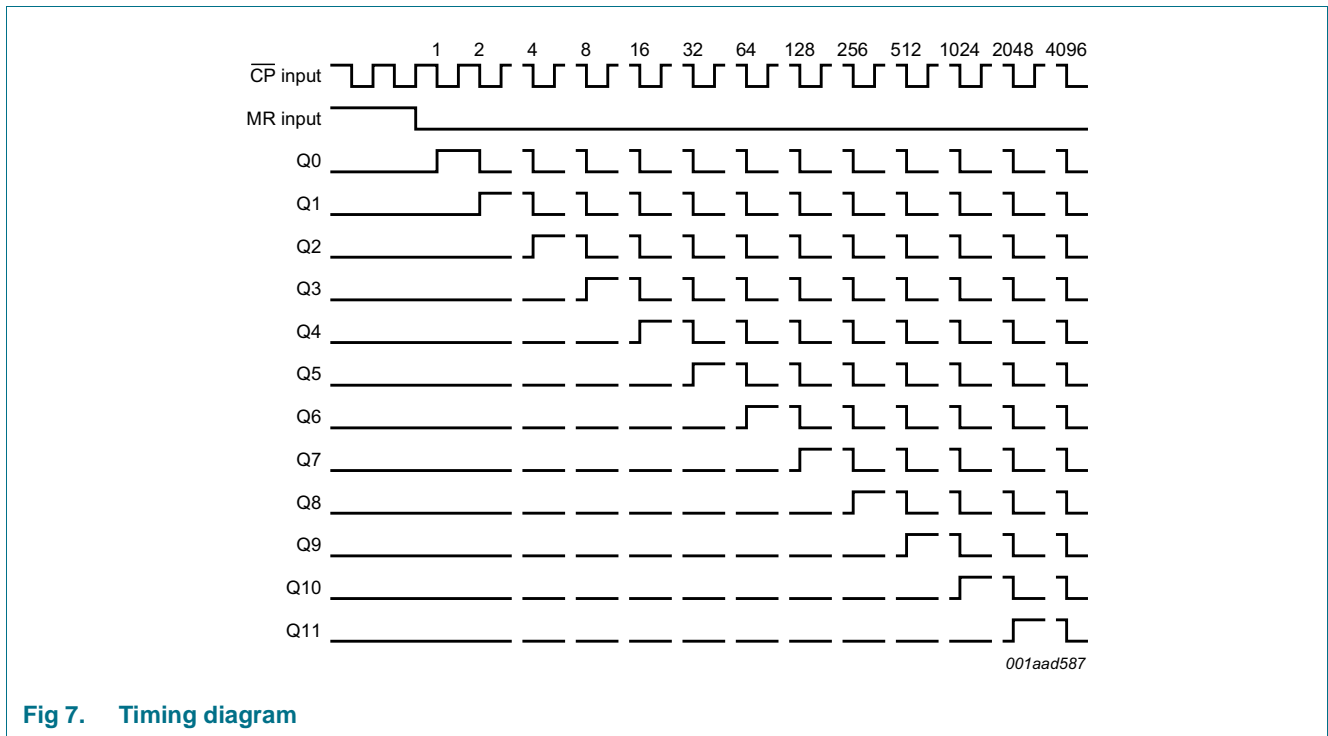 1 2 4 8 16 32 64 128 256 512 1024 2048 4096
CP input
MR input
Q0
Q1
Q2
Q3
Q4
Q5
Q6
Q7
Q8
Q9
Q10
Q11
001aad587
Fig 7. Timing diagram